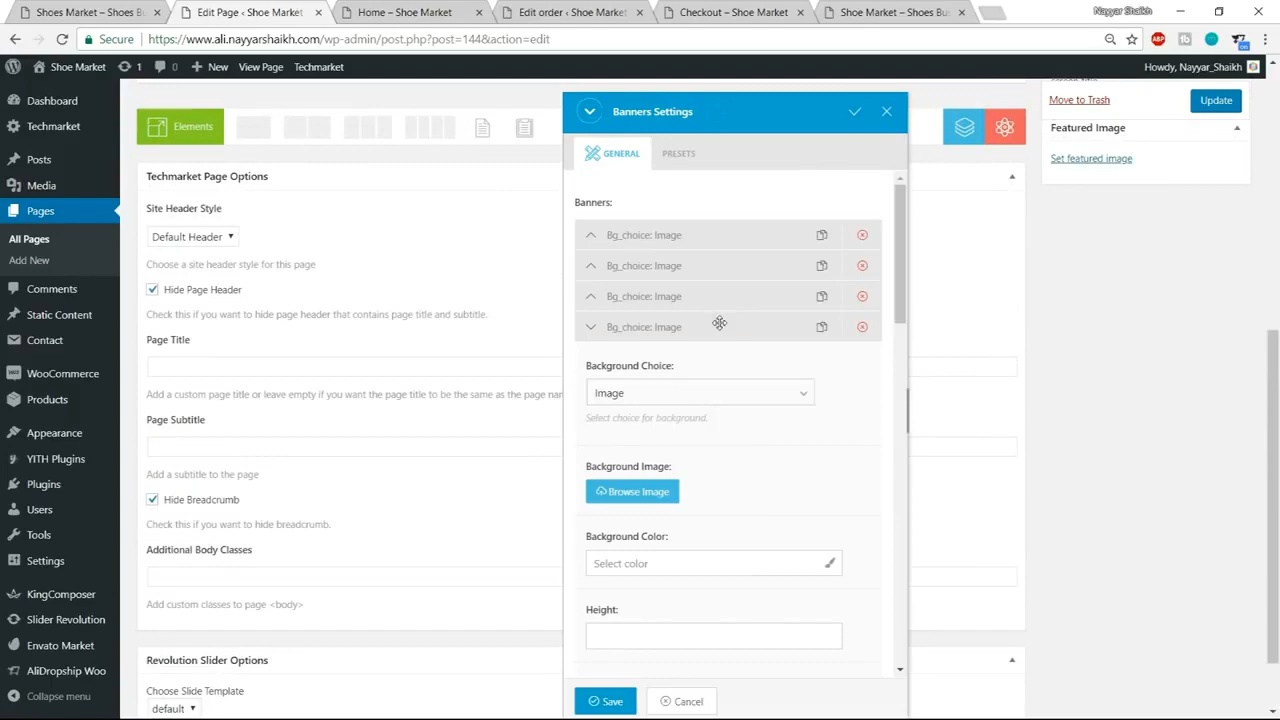 Shoes Market – Shoes Bu
Edit Page ‹ Shoe Market
Home – Shoe Market
Edit order ‹ Shoe Market
Checkout – Shoe Market
Shoe Market – Shoes Bus
Nayyar Shaikh
Secure
https://www.ali.nayyarshaikh.com/wp-admin/post.php?post=144&action=edit
ABP
Shoe Market
1
0
New
View Page
Techmarket
Howdy, Nayyar_Shaikh
Dashboard
Techmarket
Posts
Media
Pages
All Pages
Add New
Comments
Static Content
Contact
WooCommerce
Products
Appearance
YITH Plugins
Plugins
Users
Tools
Settings
KingComposer
Slider Revolution
Envato Market
AliDropship Woo
Collapse menu
Elements
Techmarket Page Options
Site Header Style
Default Header
Choose a site header style for this page
Hide Page Header
Check this if you want to hide page header that contains page title and subtitle.
Page Title
Add a custom page title or leave empty if you want the page title to be the same as the page nam
Page Subtitle
Add a subtitle to the page
Hide Breadcrumb
Check this if you want to hide breadcrumb.
Additional Body Classes
Add custom classes to page <body>
Revolution Slider Options
Choose Slide Template
default
Banners Settings
GENERAL
PRESETS
Banners:
Bg_choice: Image
Bg_choice: Image
Bg_choice: Image
Bg_choice: Image
Background Choice:
Image
Select choice for background.
Background Image:
Browse Image
Background Color:
Select color
Height:
Save
Cancel
Move to Trash
Update
Featured Image
Set featured image